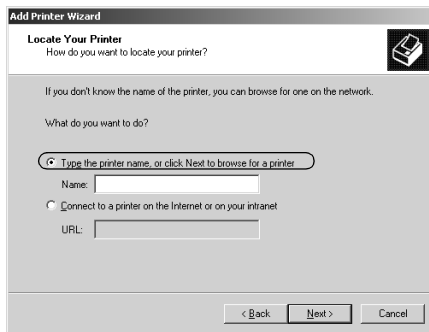 Add Printer Wizard
Locate Your Printer
How do you want to locate your printer?
If you don't know the name of the printer, you can browse for one on the network.
What do you want to do?
Type the printer name, or click Next to browse for a printer
Name:
Connect to a printer on the Internet or on your intranet
URL:
< Back
Next >
Cancel